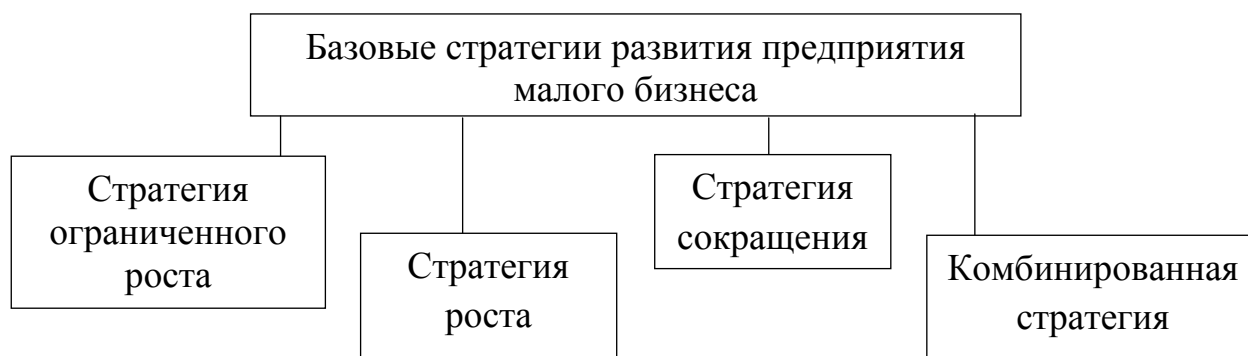 Базовые стратегии развития предприятия
малого бизнеса
Стратегия
ограниченного
роста
Стратегия
роста
Стратегия
сокращения
Комбинированная
стратегия